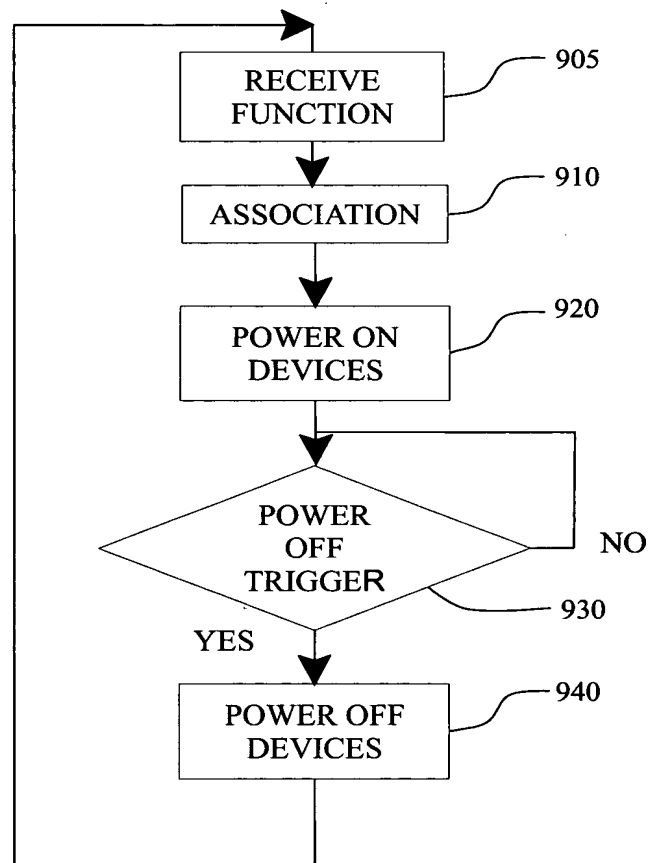 RECEIVE
FUNCTION
905
ASSOCIATION
910
POWER ON
DEVICES
920
POWER
OFF
TRIGGER
NO
930
YES
POWER OFF
DEVICES
940